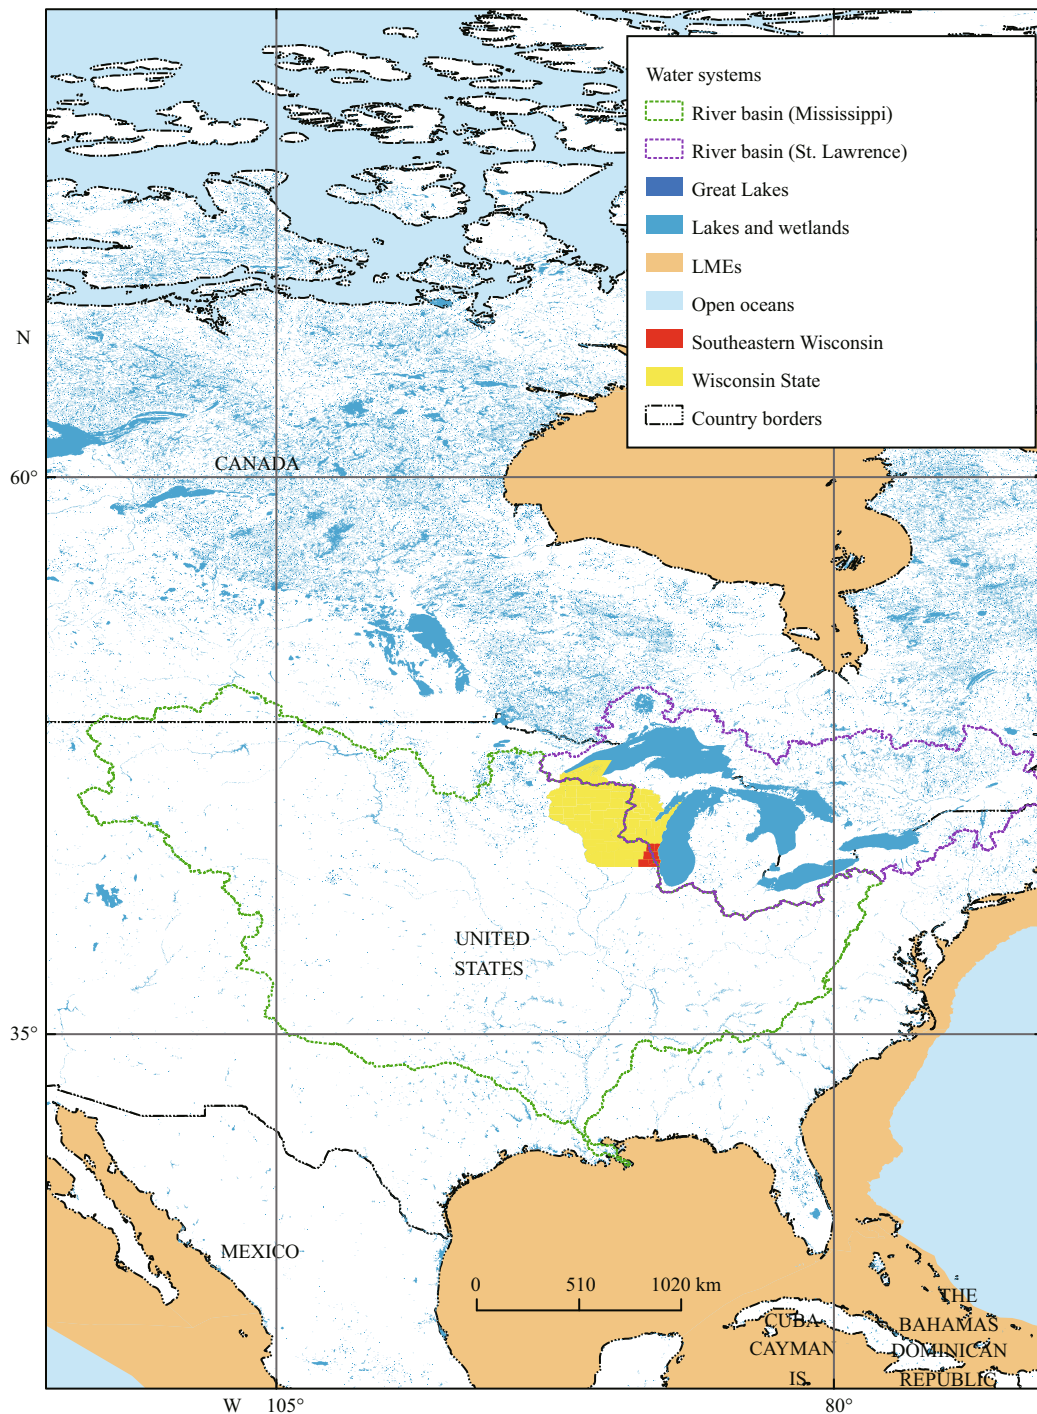 Water systems
River basin (Mississippi)
River basin (St. Lawrence)
Great Lakes
Lakes and wetlands
LMEs
Open oceans
Southeastern Wisconsin
Wisconsin State
Country borders
N
60°
CANADA
UNITED
STATES
35°
MEXICO
0 510 1020 km
CUBA
CAYMAN
IS
THE
BAHAMAS
DOMINICAN
REPUBLIC
W 105° 80°